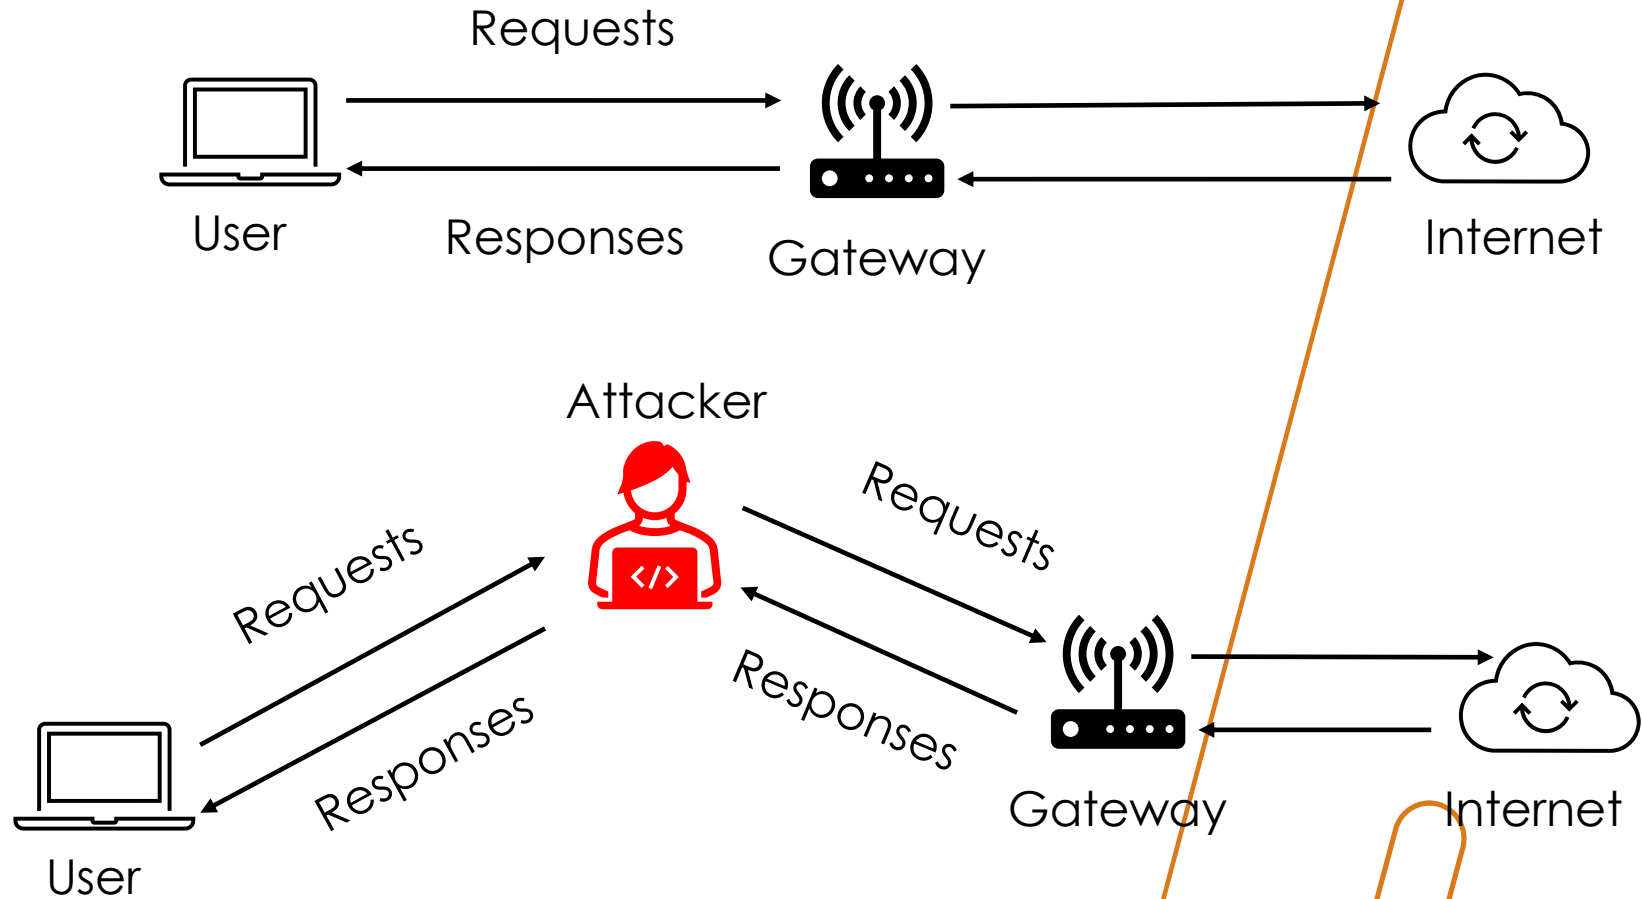 Requests
User
Responses
Gateway
Internet
Attacker
Requests
Requests
Responses
Responses
Gateway
Internet
User
</>